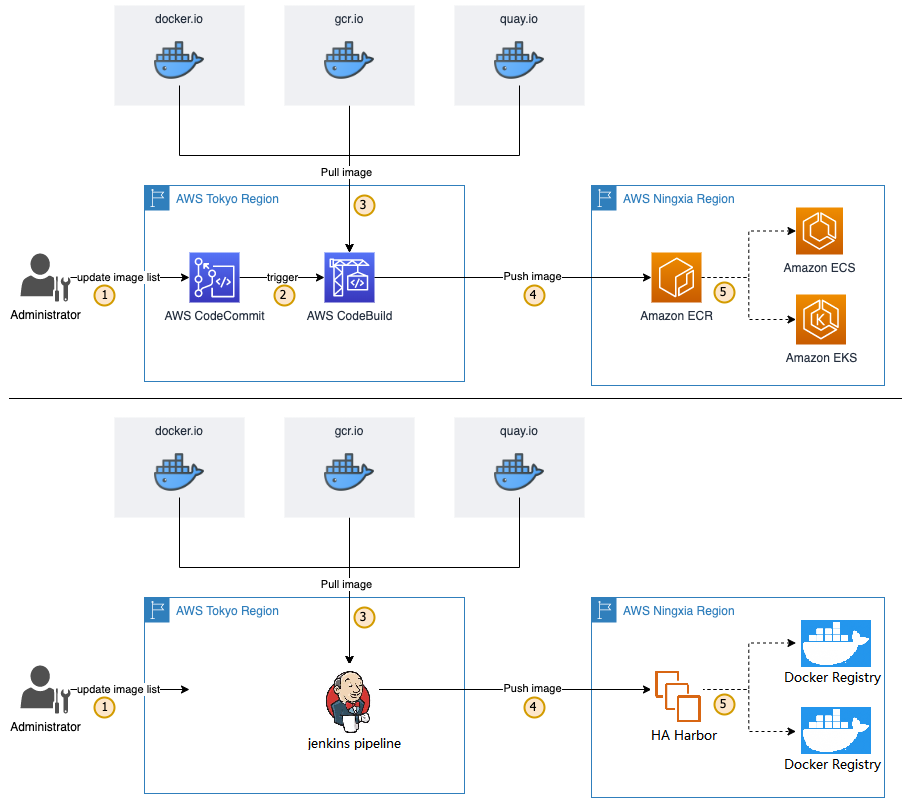 docker.io
gcr.io
quay.io
Pull image
AWS Tokyo Region
3
AWS Ningxia Region
Amazon ECS
update image list
trigger
Push image
1
2
4
5
Administrator
AWS CodeCommit
AWS CodeBuild
Amazon ECR
K
Amazon EKS
docker.io
gcr.io
quay.io
Pull image
AWS Tokyo Region
3
AWS Ningxia Region
Docker Registry
update image list
Push image
1
4
5
Administrator
jenkins pipeline
HA Harbor
Docker Registry